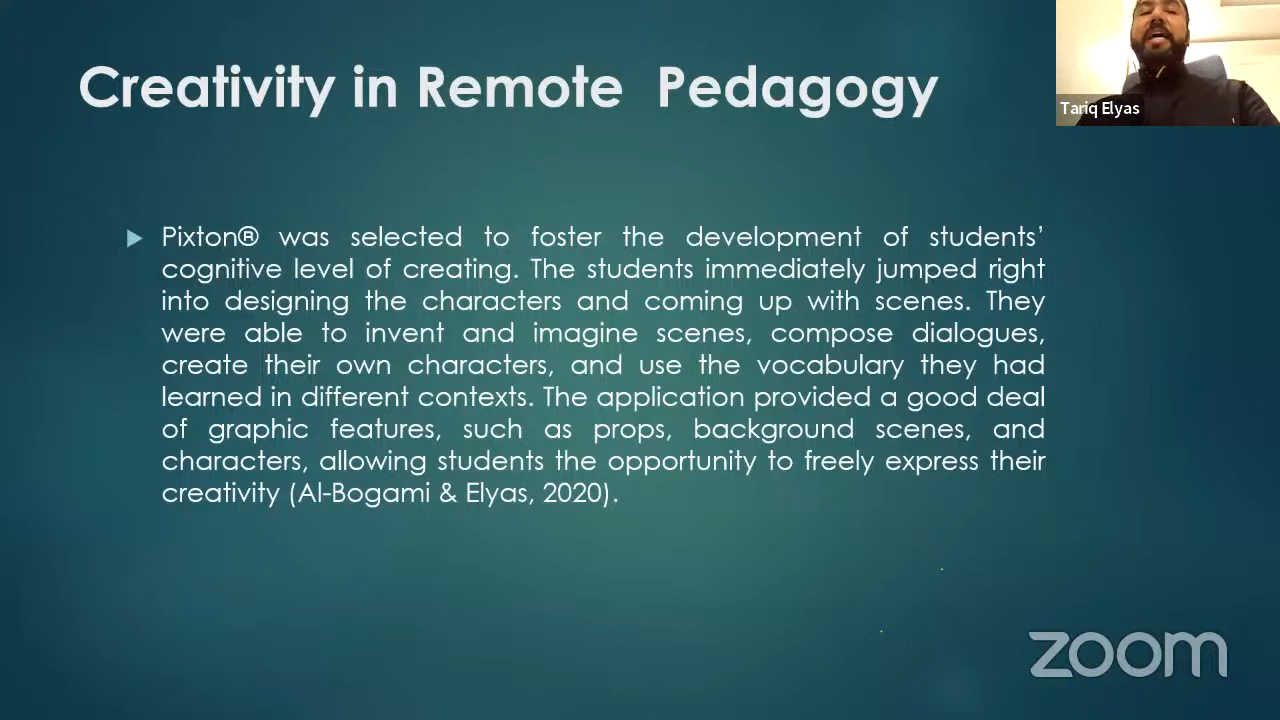 Creativity in Remote Pedagogy
Tariq Elyas
Pixton® was selected to foster the development of students’
cognitive level of creating. The students immediately jumped right
into designing the characters and coming up with scenes. They
were able to invent and imagine scenes, compose dialogues,
create their own characters, and use the vocabulary they had
learned in different contexts. The application provided a good deal
of graphic features, such as props, background scenes, and
characters, allowing students the opportunity to freely express their
creativity (Al-Bogami & Elyas, 2020).
zoom